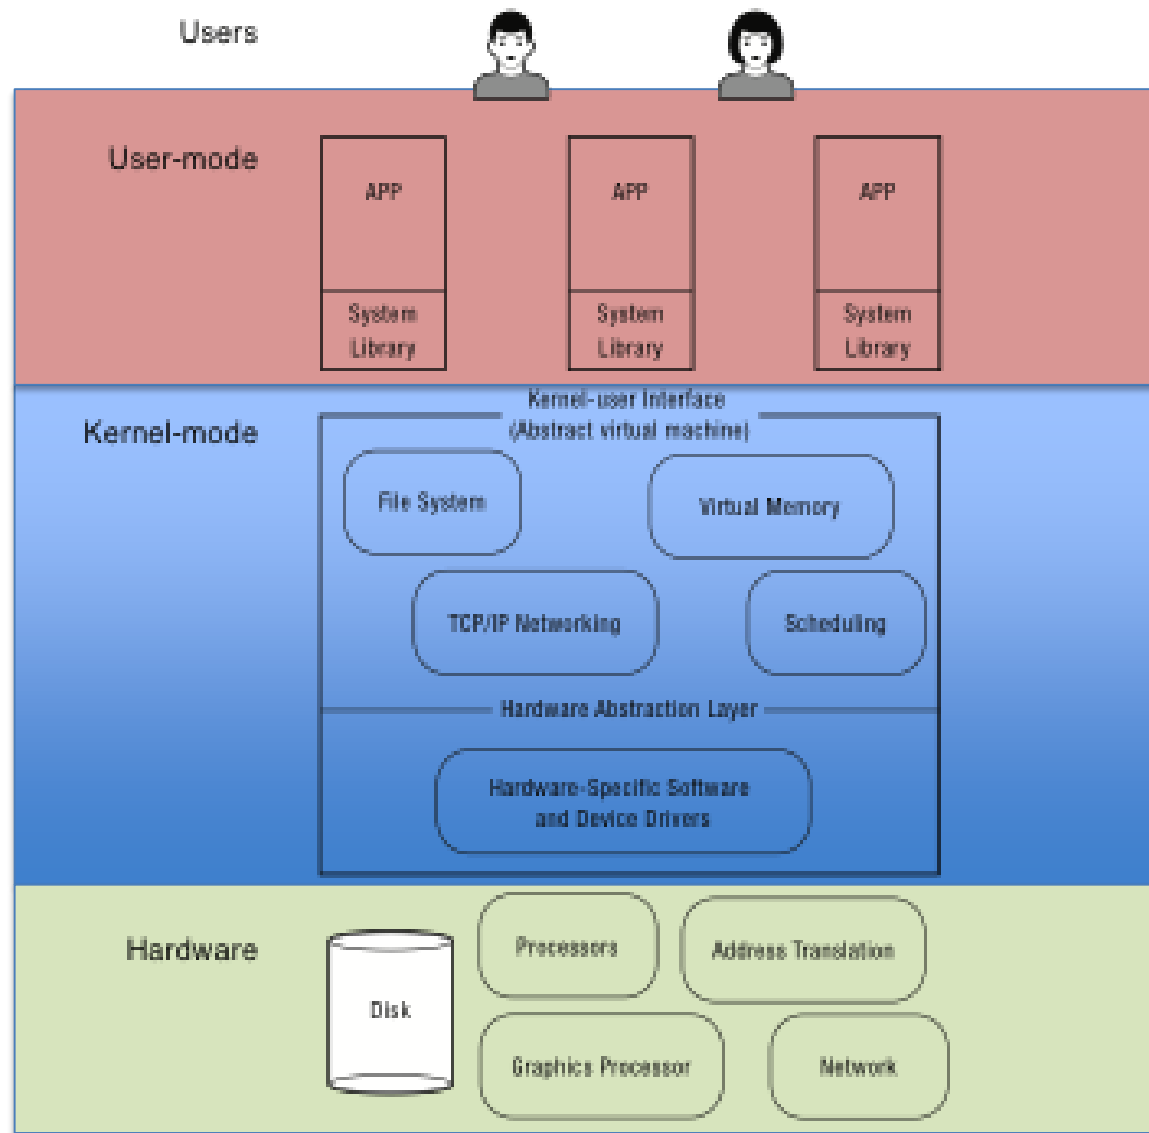 Users
User-mode
APP
APP
APP
System
Library
System
Library
System
Library
Kernel-mode
Kernel-user Interface
(Abstract virtual machine)
File System
Virtual Memory
TCP/IP Networking
Scheduling
Hardware Abstraction Layer
Hardware-Specific Software
and Device Drivers
Hardware
Processors
Address Translation
Disk
Graphics Processor
Network